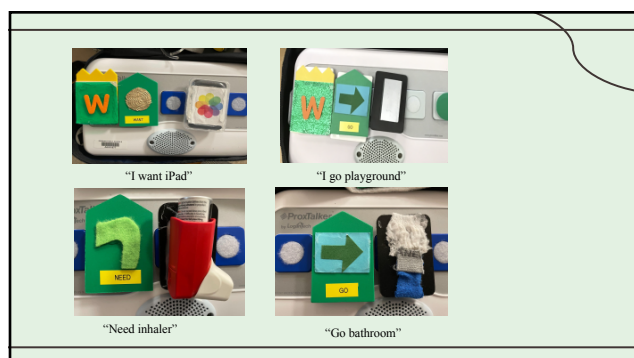 W
WANT
"I want iPad"
W
GO
"I go playground"
NEED
"Need inhaler"
ProxTalker
GO
"Go bathroom"